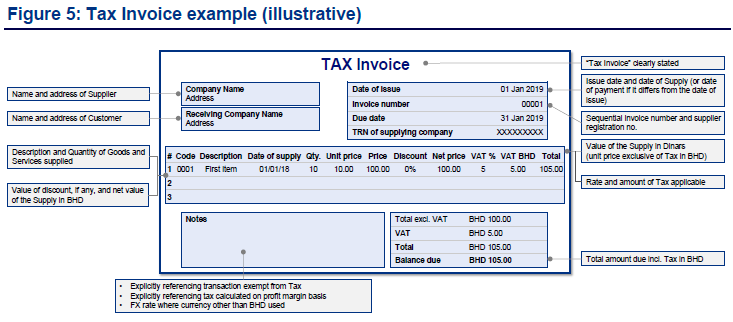 Figure 5: Tax Invoice example (illustrative)
TAX Invoice
"Tax Invoice" clearly stated
Name and address of Supplier
Company Name
Address
Date of Issue 01 Jan 2019
Issue date and date of Supply (or date
of payment if it differs from the date of
issue)
Name and address of Customer
Receiving Company Name
Address
Invoice number 00001
Due date 31 Jan 2019
TRN of supplying company XXXXXXXXX
Sequential invoice number and supplier
registration no.
Description and Quantity of Goods and
Services supplied
Value of the Supply in Dinars
(unit price exclusive of Tax in BHD)
# Code Description Date of supply Qty. Unit price Price Discount Net price VAT % VAT BHD Total
1 0001 First item 01/01/18 10 10.00 100.00 0% 100.00 5 5.00 105.00
2
3
Value of discount, if any, and net value
of the Supply in BHD
Rate and amount of Tax applicable
Notes
Total excl. VAT BHD 100.00
VAT BHD 5.00
Total BHD 105.00
Balance due BHD 105.00
Total amount due incl. Tax in BHD
• Explicitly referencing transaction exempt from Tax
• Explicitly referencing tax calculated on profit margin basis
• FX rate where currency other than BHD used